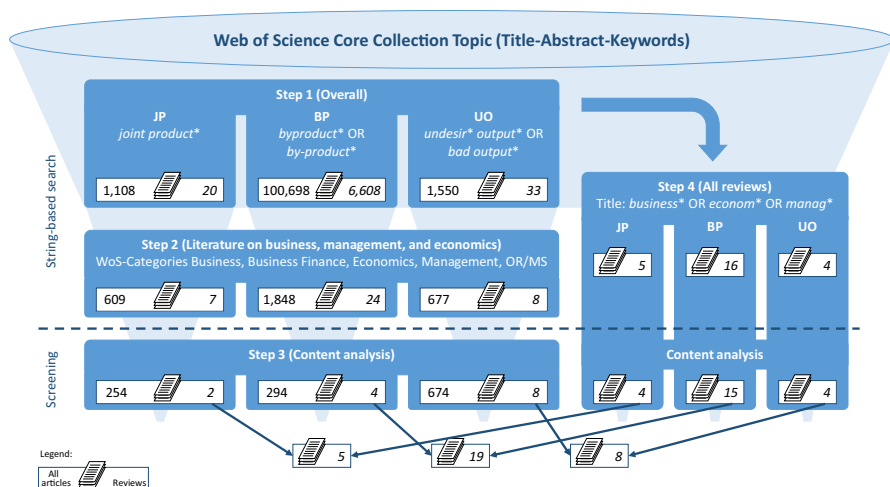 Web of Science Core Collection Topic (Title-Abstract-Keywords)
String-based search
Step 1 (Overall)
JP
joint product*
BP
byproduct* OR
by-product*
UO
undesir* output* OR
bad output*
1,108 20
100,698 6,608
1,550 33
Step 4 (All reviews)
Title: business* OR econom* OR manag*
JP BP UO
5 16 4
Step 2 (Literature on business, management, and economics)
WoS-Categories Business, Business Finance, Economics, Management, OR/MS
609 7
1,848 24
677 8
Screening
Step 3 (Content analysis)
254 2
294 4
674 8
Content analysis
4 15 4
5 19 8
Legend:
All
articles Reviews